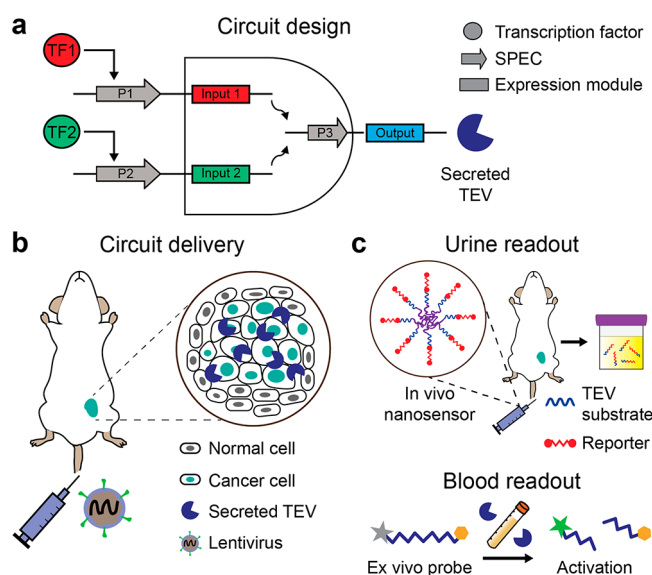 a
Circuit design
TF1
P1
Input 1
TF2
P2
Input 2
P3
Output
Secreted
TEV
Transcription factor
SPEC
Expression module
b
Circuit delivery
Normal cell
Cancer cell
Secreted TEV
Lentivirus
c
Urine readout
In vivo
nanosensor
TEV
substrate
Reporter
Blood readout
Ex vivo probe
Activation